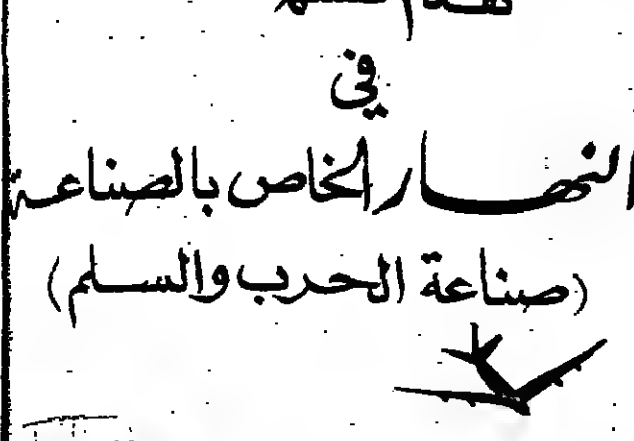 في
النهار الخاص بالصناعة
(صناعة الحرب والسلم)